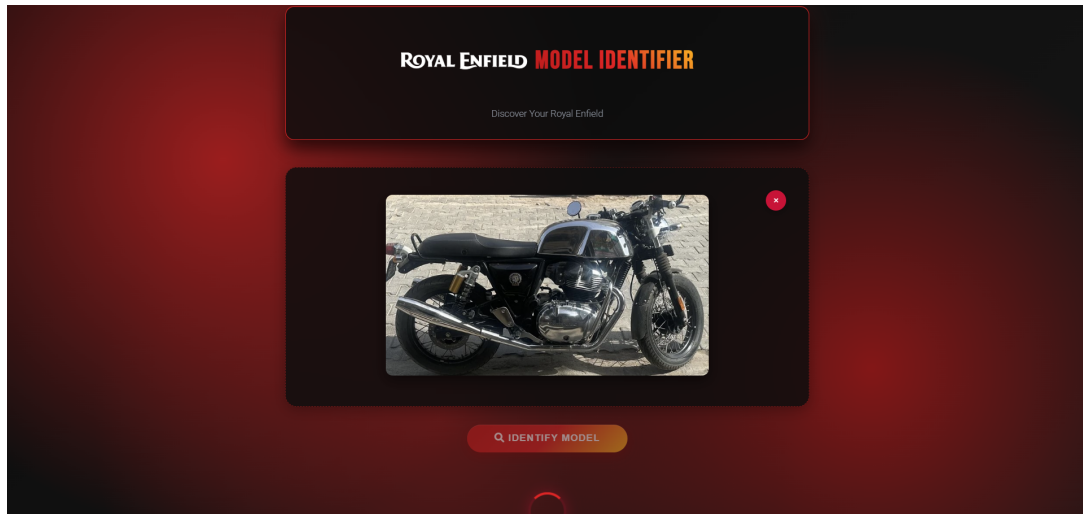 ROYAL ENFIELD MODEL IDENTIFIER
Discover Your Royal Enfield
×
IDENTIFY MODEL